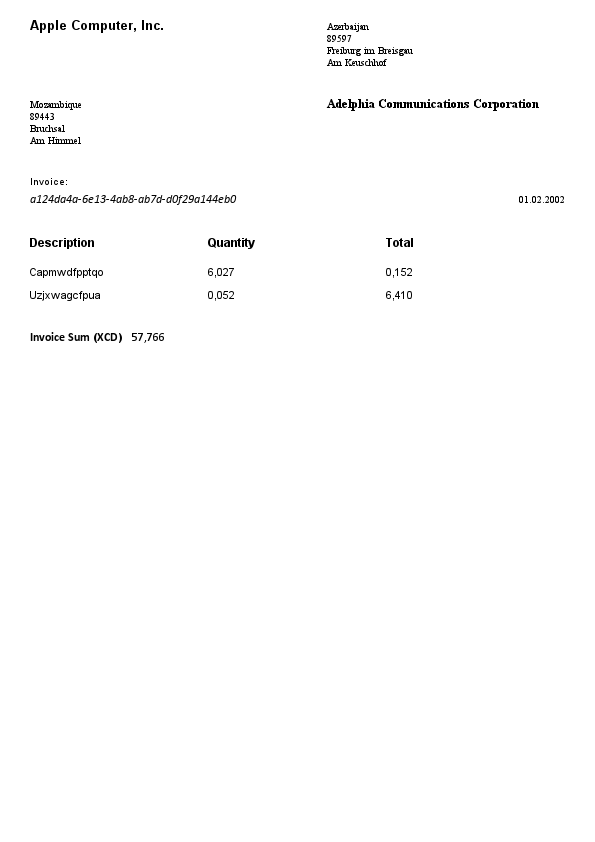 Apple Computer, Inc.
Azerbaijan
89597
Freiburg im Breisgau
Am Keuschhof
Mozambique
89443
Bruchsal
Am Himmel
Adelphia Communications Corporation
Invoice:
a124da4a-6e13-4ab8-ab7d-d0f29a144eb0 01.02.2002
Description Quantity Total
Capmwdfpptqo 6,027 0,152
Uzjxwagcfpua 0,052 6,410
Invoice Sum (XCD) 57,766